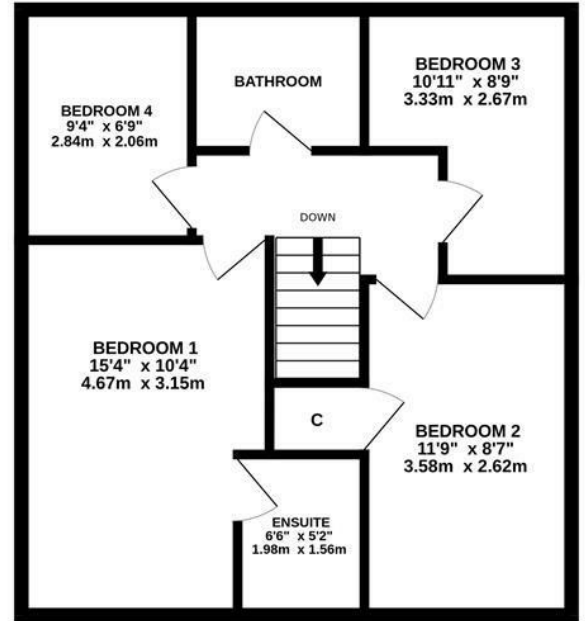 BEDROOM 4
9'4" x 6'9"
2.84m x 2.06m
BATHROOM
BEDROOM 3
10'11" x 8'9"
3.33m x 2.67m
DOWN
BEDROOM 1
15'4" x 10'4"
4.67m x 3.15m
C
BEDROOM 2
11'9" x 8'7"
3.58m x 2.62m
ENSUITE
6'6" x 5'2"
1.98m x 1.56m